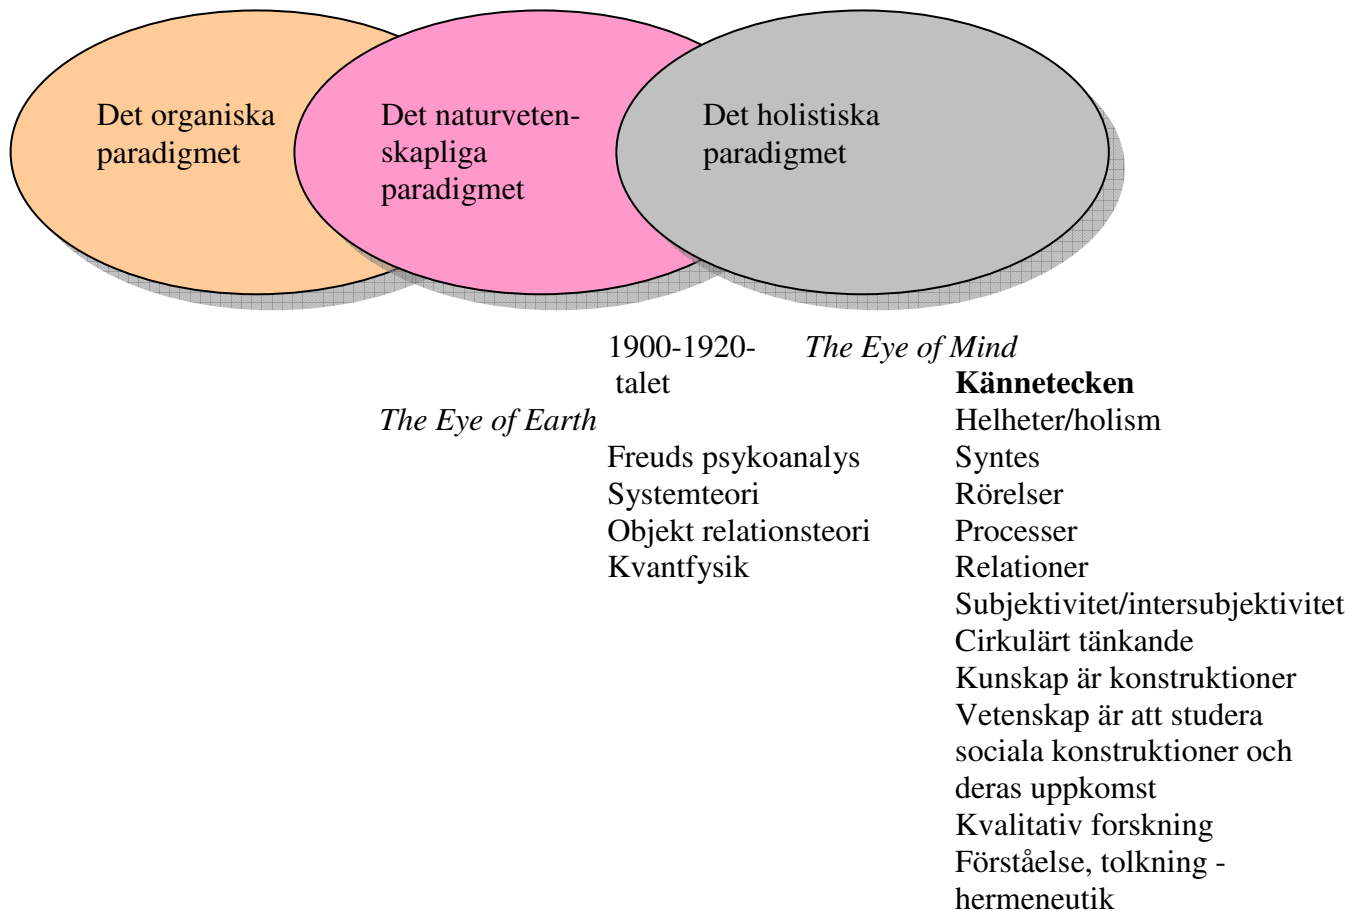 Det organiska
paradigmet
Det naturveten-
skapliga
paradigmet
Det holistiska
paradigmet
1900-1920-
talet
The Eye of Mind
The Eye of Earth
Freuds psykoanalys
Systemteori
Objekt relationsteori
Kvantfysik
Kännetecken
Helheter/holism
Syntes
Rörelser
Processer
Relationer
Subjektivitet/intersubjektivitet
Cirkulärt tänkande
Kunskap är konstruktioner
Vetenskap är att studera
sociala konstruktioner och
deras uppkomst
Kvalitativ forskning
Förståelse, tolkning -
hermeneutik